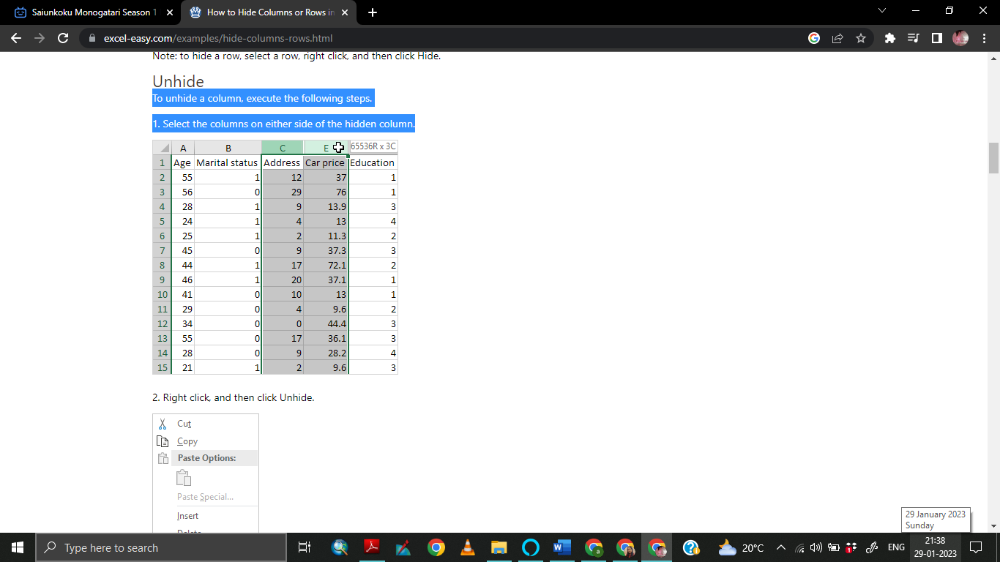 Saiunkoku Monogatari Season 1
How to Hide Columns or Rows in
excel-easy.com/examples/hide-columns-rows.html
Note: to hide a row, select a row, right click, and then click Hide.
Unhide
To unhide a column, execute the following steps.
1. Select the columns on either side of the hidden column.
A B C E 65536R x 3C
1 Age Marital status Address Car price Education
2 55 1 12 37 1
3 56 0 29 76 1
4 28 1 9 13.9 3
5 24 1 4 13 4
6 25 1 2 11.3 2
7 45 0 9 37.3 3
8 44 1 17 72.1 2
9 46 1 20 37.1 1
10 41 0 10 13 1
11 29 0 4 9.6 2
12 34 0 0 44.4 3
13 55 0 17 36.1 3
14 28 0 9 28.2 4
15 21 1 2 9.6 3
2. Right click, and then click Unhide.
Cut
Copy
Paste Options:
Paste Special...
Insert
Delete
29 January 2023
Sunday
Type here to search
20°C
ENG
21:38
29-01-2023